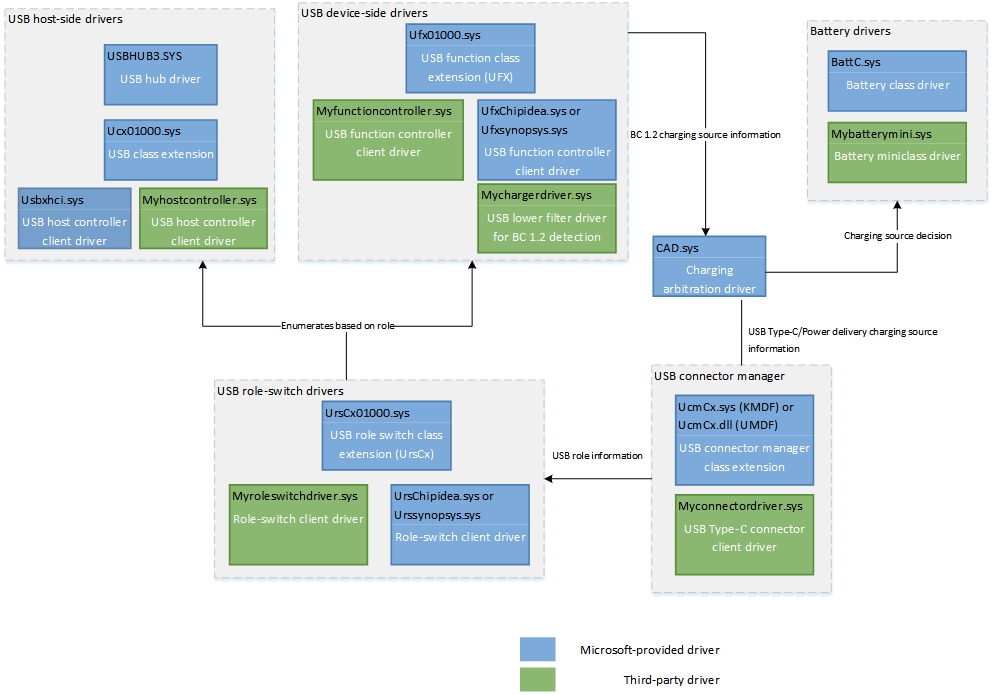 USB host-side drivers
USBHUB3.SYS
USB hub driver
Ucx01000.sys
USB class extension
Usbxhci.sys
USB host controller
client driver
Myhostcontroller.sys
USB host controller
client driver
USB device-side drivers
Ufx01000.sys
USB function class
extension (UFX)
Myfunctioncontroller.sys
USB function controller
client driver
UfxChipidea.sys or
Ufxsynopsys.sys
USB function controller
client driver
Mychargerdriver.sys
USB lower filter driver
for BC 1.2 detection
BC 1.2 charging source information
Battery drivers
BattC.sys
Battery class driver
Mybatterymini.sys
Battery miniclass driver
Charging source decision
CAD.sys
Charging
arbitration driver
USB Type-C/Power delivery charging source
information
Enumerates based on role
USB role-switch drivers
UrsCx01000.sys
USB role switch class
extension (UrsCx)
Myroleswitchdriver.sys
Role-switch client driver
UrsChipidea.sys or
Urssynopsys.sys
Role-switch client driver
USB role information
USB connector manager
UcmCx.sys (KMDF) or
UcmCx.dll (UMDF)
USB connector manager
class extension
Myconnectordriver.sys
USB Type-C connector
client driver
Microsoft-provided driver
Third-party driver